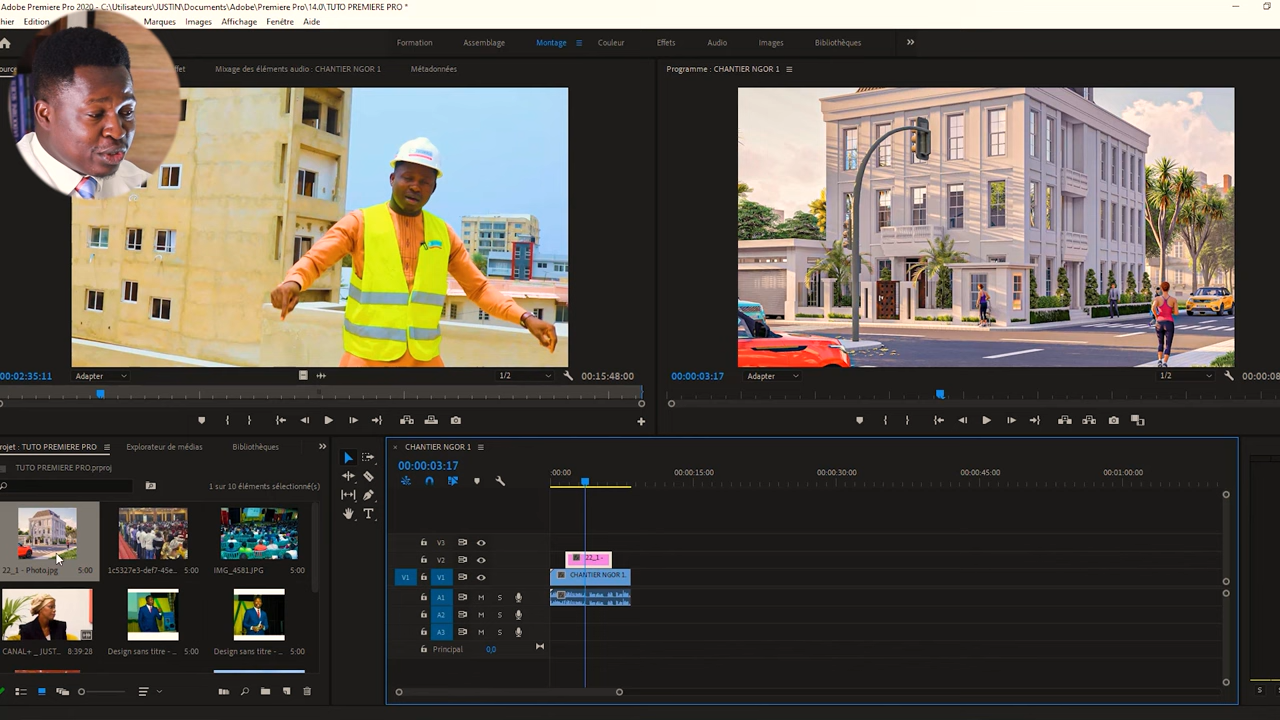 Adobe Premiere Pro 2020 - C:\Utilisateurs\JUSTIN\Documents\Adobe\Premiere Pro\14.0\TUTO PREMIERE PRO *
hier Edition Marques Images Affichage Fenêtre Aide
Formation Assemblage Montage Couleur Effets Audio Images Bibliothèques
Mixage des éléments audio : CHANTIER NGOR 1 Métadonnées Programme : CHANTIER NGOR 1
00:02:35:11 Adapter 1/2 00:15:48:00 00:00:03:17 Adapter 1/2 00:00:08
rojet : TUTO PREMIERE PRO Explorateur de médias Bibliothèques
TUTO PREMIERE PRO.prproj
1 sur 10 éléments sélectionné(s)
22_1 - Photo.jpg 5:00 1c5327e3-def7-45e... 5:00 IMG_4581.JPG 5:00
CANAL+ _ JUST... 8:39:28 Design sans titre - ... 5:00 Design sans titre - ... 5:00
CHANTIER NGOR 1
00:00:03:17
:00:00 00:00:15:00 00:00:30:00 00:00:45:00 00:01:00:00
V3
V2 22_1 -
V1 V1 CHANTIER NGOR 1.
A1 M S
A2 M S
A3 M S
Principal 0,0
S